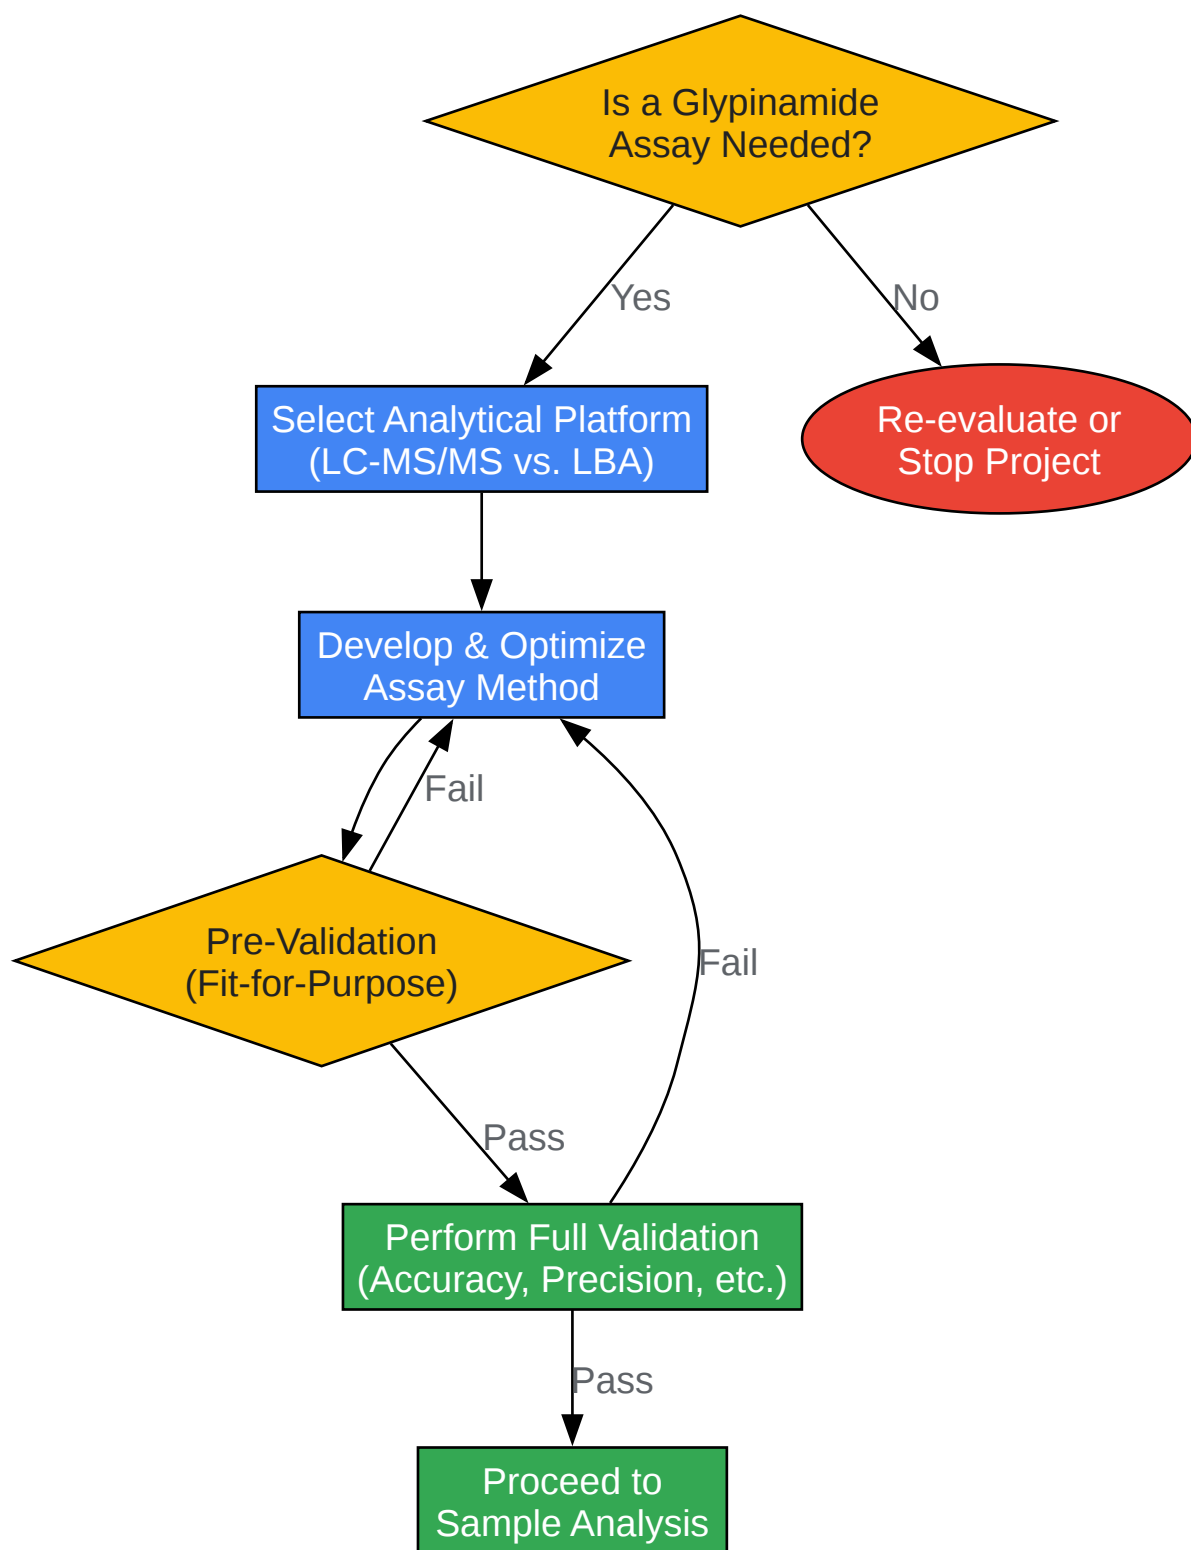 Is a Glypinamide
Assay Needed?
Yes
No
Select Analytical Platform
(LC-MS/MS vs. LBA)
Re-evaluate or
Stop Project
Develop & Optimize
Assay Method
Fail
Pre-Validation
(Fit-for-Purpose)
Fail
Pass
Perform Full Validation
(Accuracy, Precision, etc.)
Pass
Proceed to
Sample Analysis